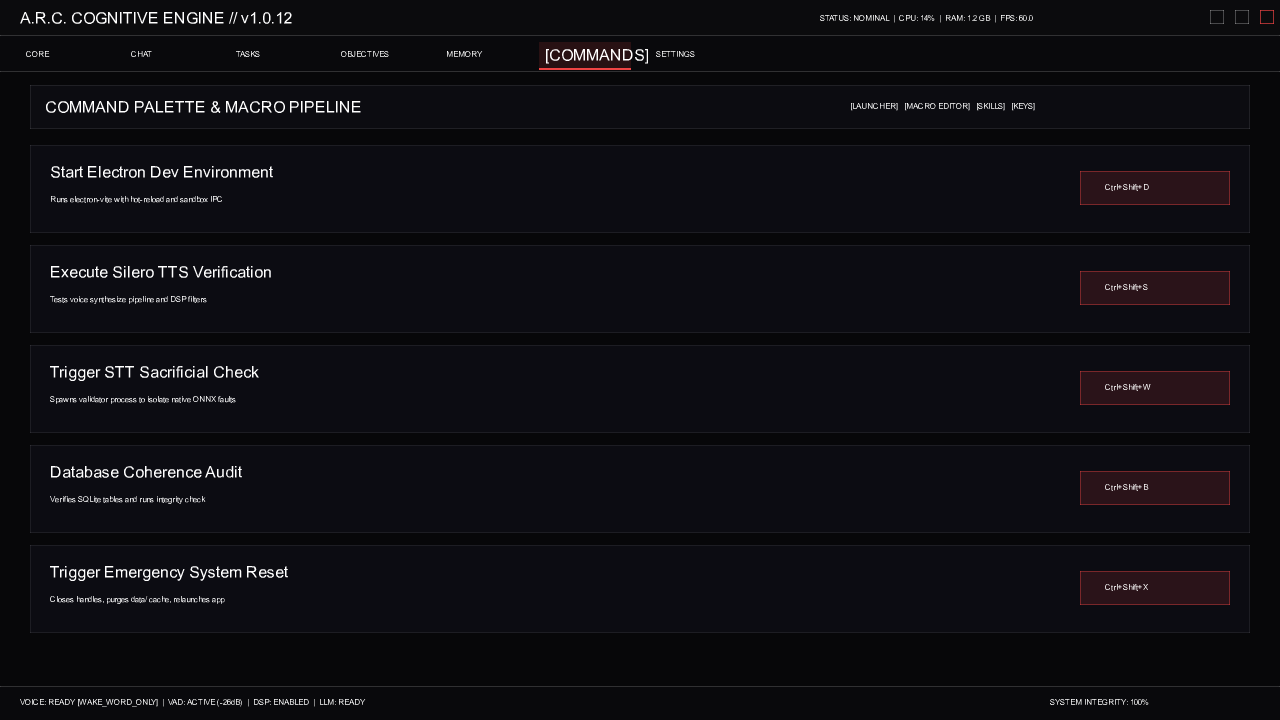 A.R.C. COGNITIVE ENGINE // v1.0.12
STATUS: NOMINAL | CPU: 14% | RAM: 1.2 GB | FPS: 60.0
CORE CHAT TASKS OBJECTIVES MEMORY [COMMANDS] SETTINGS
COMMAND PALETTE & MACRO PIPELINE
[LAUNCHER] [MACRO EDITOR] [SKILLS] [KEYS]
Start Electron Dev Environment
Runs electron-vite with hot-reload and sandbox IPC
Ctrl+Shift+D
Execute Silero TTS Verification
Tests voice synthesize pipeline and DSP filters
Ctrl+Shift+S
Trigger STT Sacrificial Check
Spawns validator process to isolate native ONNX faults
Ctrl+Shift+W
Database Coherence Audit
Verifies SQLite tables and runs integrity check
Ctrl+Shift+B
Trigger Emergency System Reset
Closes handles, purges data/cache, relaunches app
Ctrl+Shift+X
VOICE: READY [WAKE_WORD_ONLY] | VAD: ACTIVE (-26dB) | DSP: ENABLED | LLM: READY
SYSTEM INTEGRITY: 100%